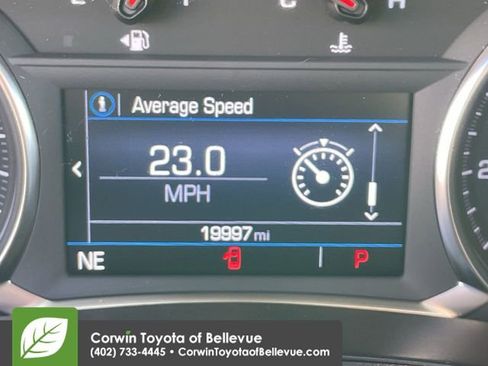 E F C H
Average Speed
23.0
MPH
19997 mi
NE P
Corwin Toyota of Bellevue
(402) 733-4445 • CorwinToyotaofBellevue.com